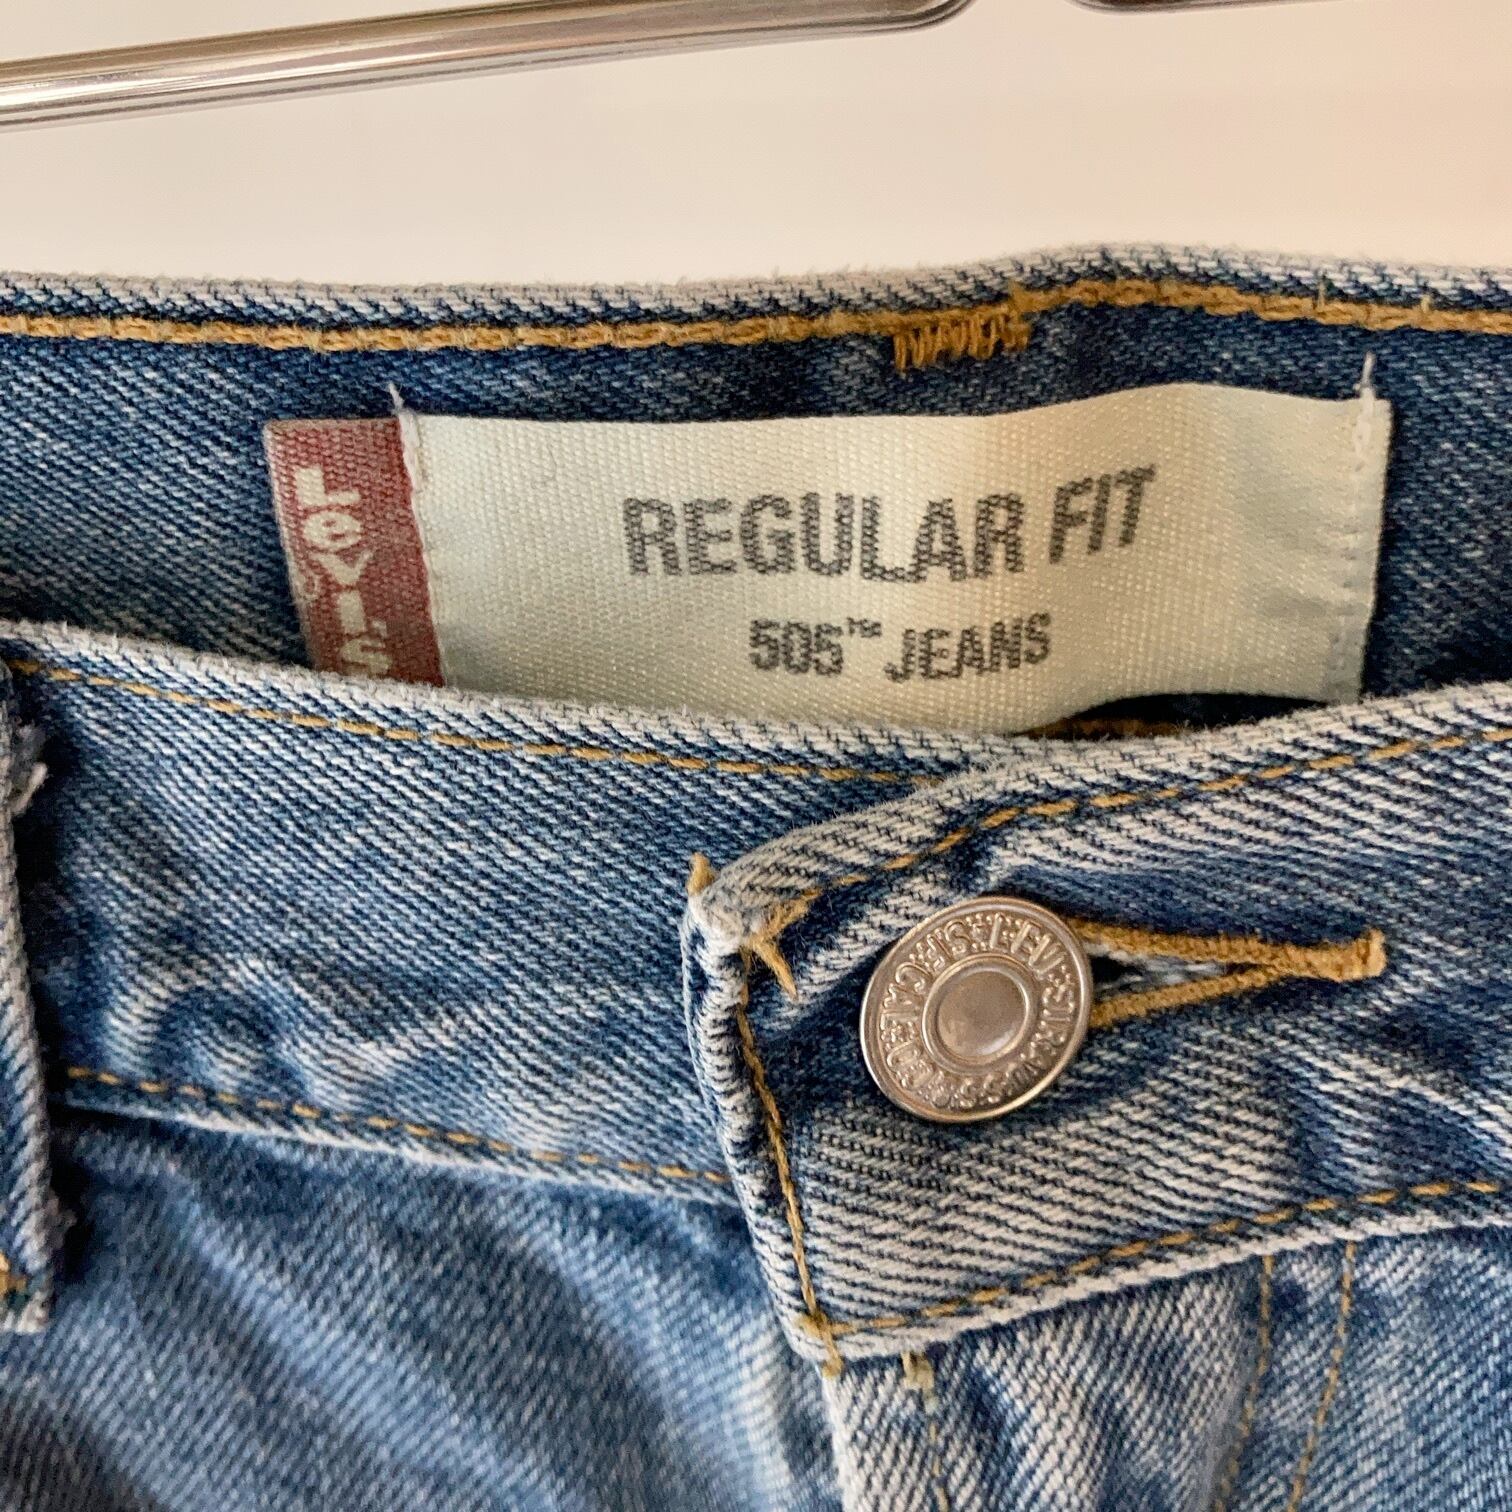 LEVI'S
REGULAR FIT
505™ JEANS
LEVI STRAUSS & CO